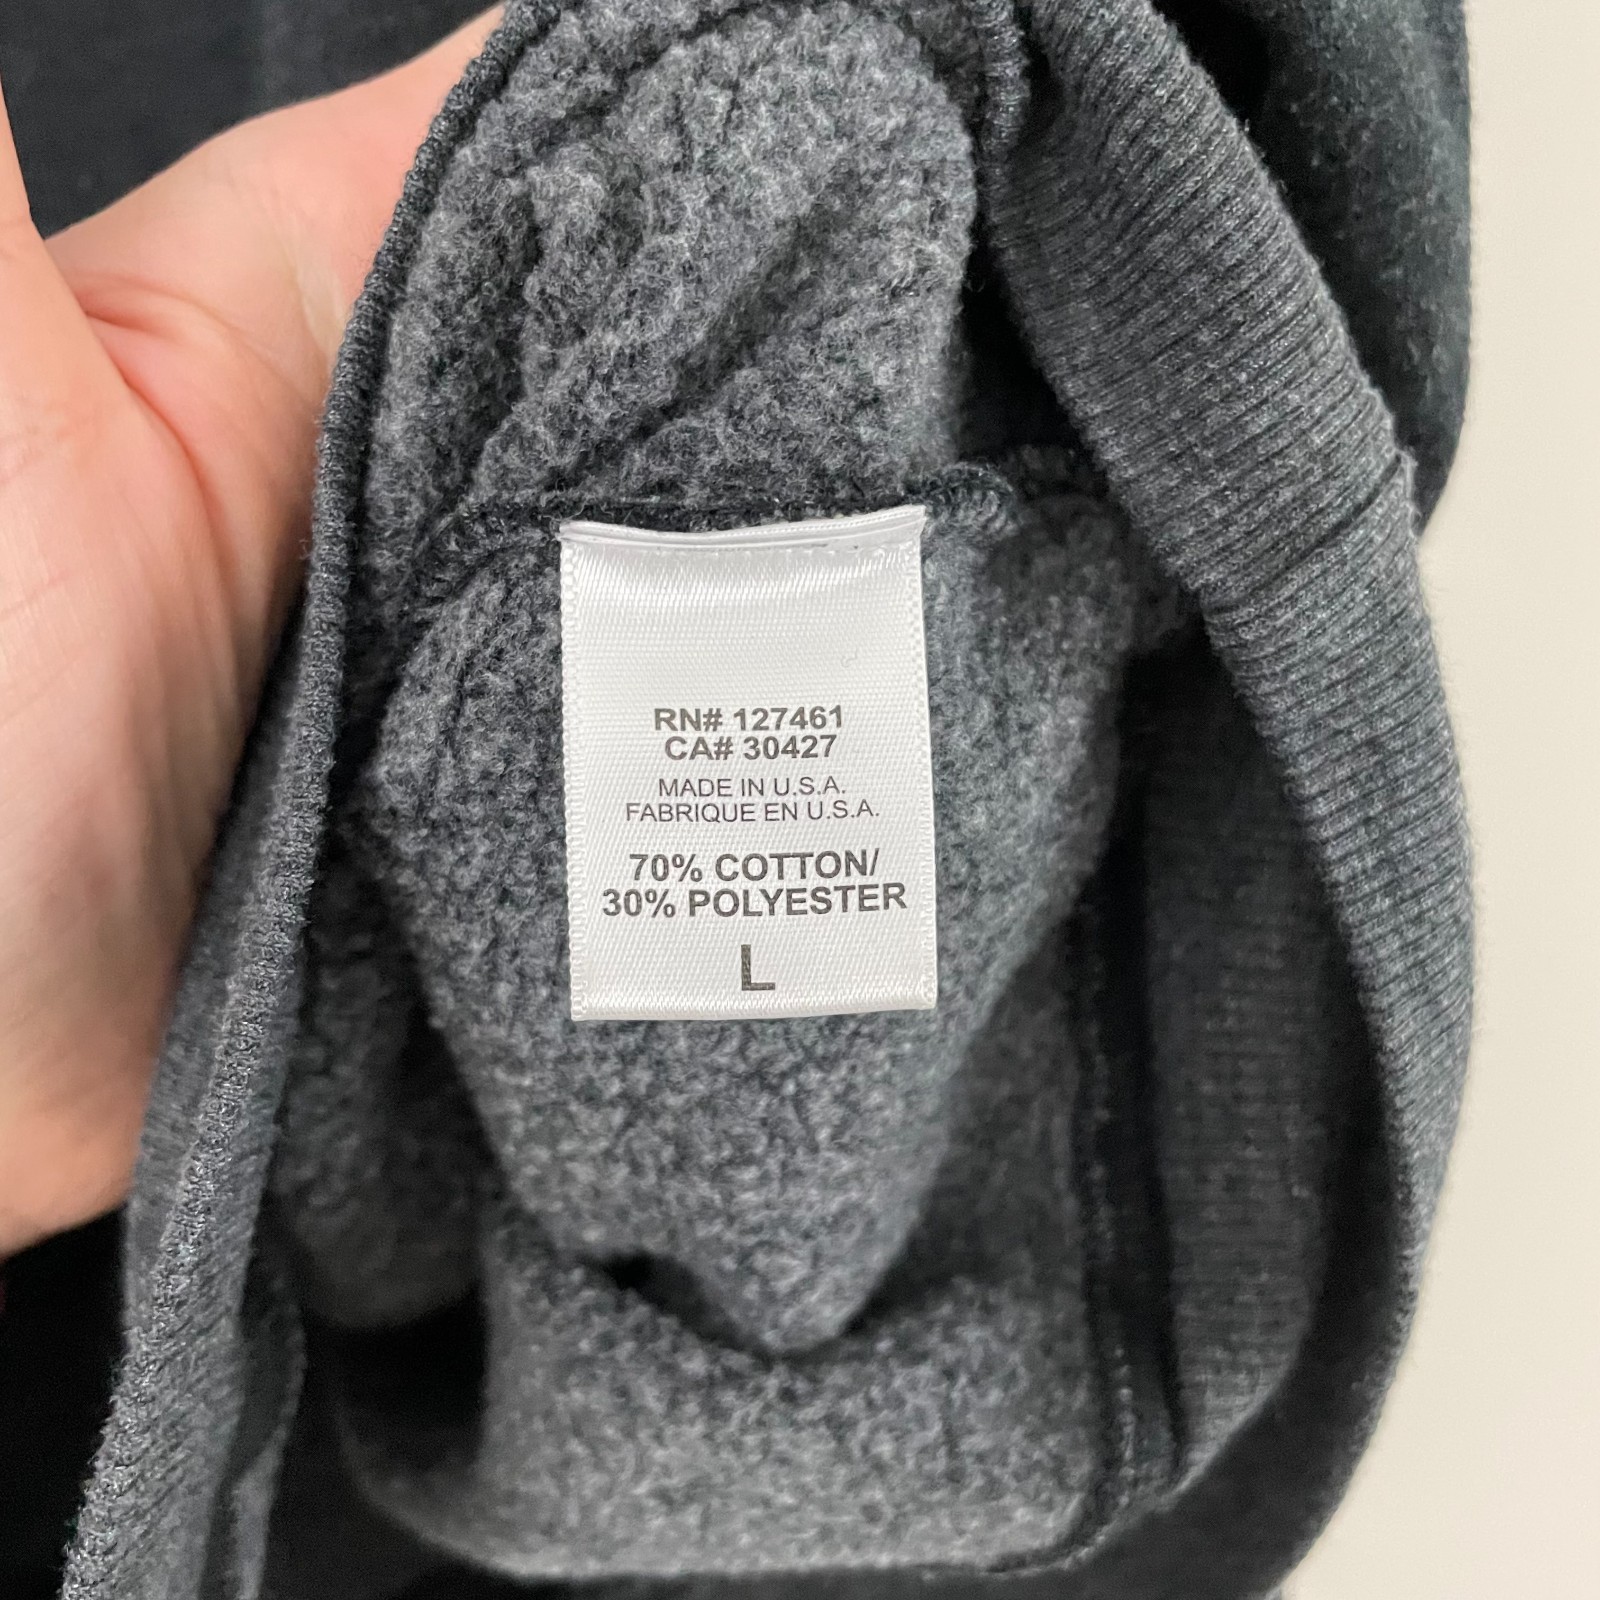 RN# 127461
CA# 30427
MADE IN U.S.A.
FABRIQUE EN U.S.A.
70% COTTON/
30% POLYESTER
L